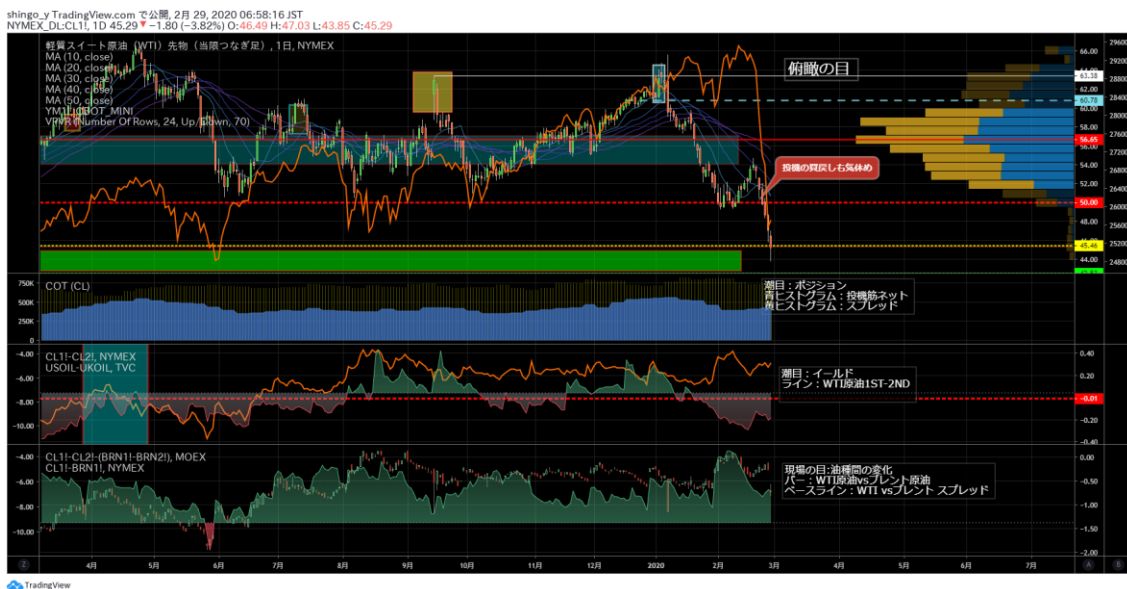 shingo_y TradingView.com で公開, 2月 29, 2020 06:58:16 JST
NYMEX_DL:CL1!, 1D 45.29 ▼ −1.80 (−3.82%) O:46.49 H:47.03 L:43.85 C:45.29
軽質スイート原油 (WTI) 先物 (当限つなぎ足), 1日, NYMEX
MA (10, close)
MA (20, close)
MA (30, close)
MA (40, close)
MA (50, close)
VPVR (Number Of Rows, 24, Up/Down, 70)
俯瞰の目
投機の買戻しも気休め
66.00
63.38
62.00
60.78
60.00
58.00
56.65
56.00
54.00
52.00
50.00
48.00
45.46
44.00
29600
29200
28800
28400
28000
27600
27200
26800
26400
26000
25600
25200
24800
COT (CL)
潮目：ポジション
青ヒストグラム：投機筋ネット
黄ヒストグラム：スプレッド
750K
500K
250K
0
CL1!-CL2!, NYMEX
USOIL-UKOIL, TVC
潮目：イールド
ライン：WTI原油1ST-2ND
-4.00
-6.00
-8.00
-10.00
0.40
0.20
-0.01
-0.20
-0.40
CL1!-CL2!-(BRN1!-BRN2!), MOEX
CL1!-BRN1!, NYMEX
現場の目:油種間の変化
バー：WTI原油vsブレント原油
ベースライン：WTI vsブレント スプレッド
-4.00
-6.00
-8.00
-10.00
0.00
-0.50
-1.00
-1.50
-2.00
Z
4月 5月 6月 7月 8月 9月 10月 11月 12月 2020 2月 3月 4月 5月 6月 7月
A B
TradingView